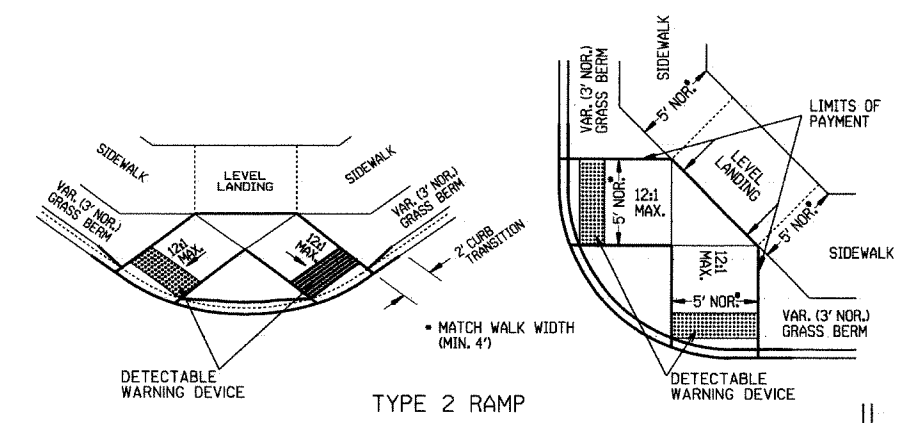 SIDEWALK
LEVEL
LANDING
SIDEWALK
VAR. (3' NOR.)
GRASS BERM
VAR. (3' NOR.)
GRASS BERM
12:1
MAX.
12:1
MAX.
2' CURB
TRANSITION
* MATCH WALK WIDTH
(MIN. 4')
DETECTABLE
WARNING DEVICE
TYPE 2 RAMP
VAR. (3' NOR.)
GRASS BERM
SIDEWALK
5' NOR.*
LIMITS OF
PAYMENT
LEVEL
LANDING
5' NOR.*
12:1
MAX.
5' NOR.*
SIDEWALK
12:1
MAX.
5' NOR.*
VAR. (3' NOR.)
GRASS BERM
DETECTABLE
WARNING DEVICE